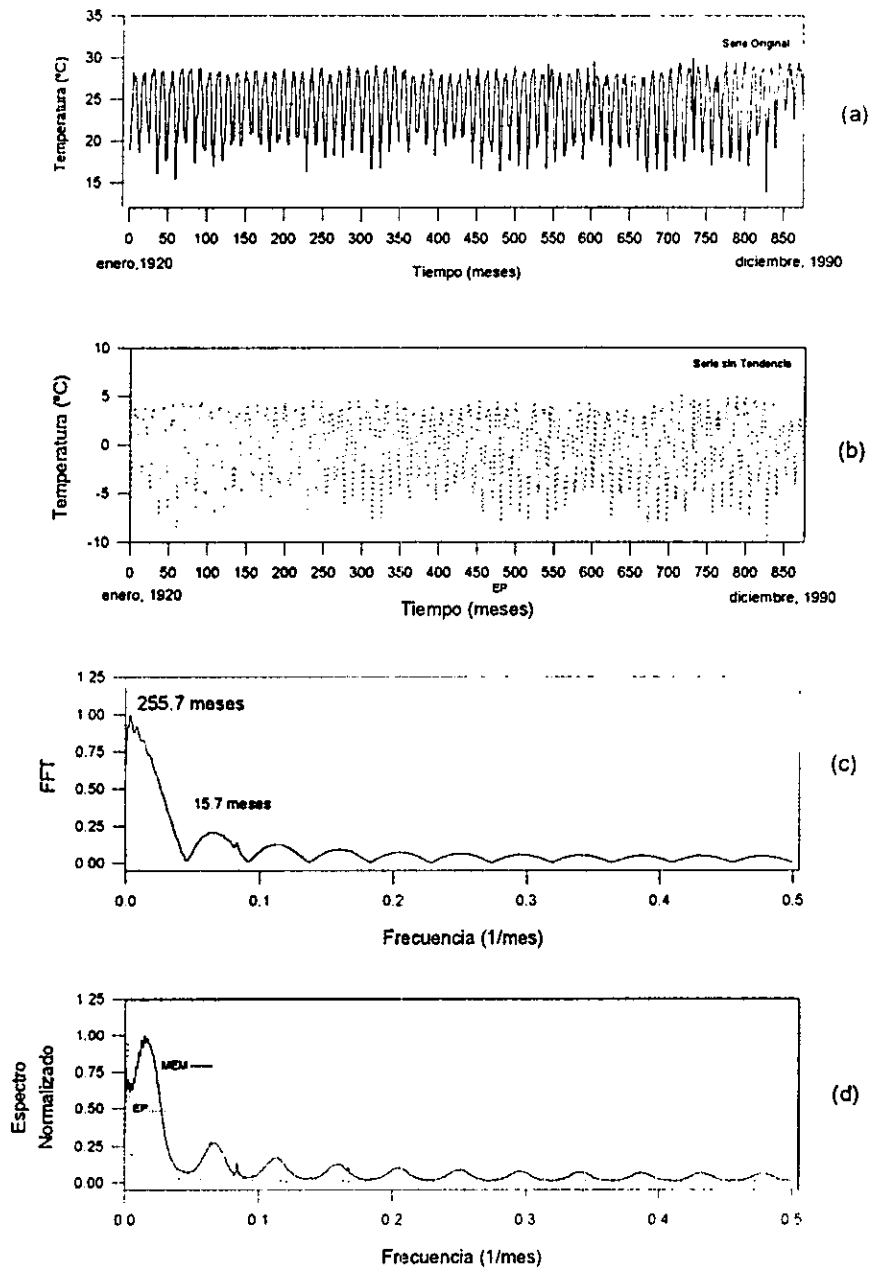 35
30
25
20
15
Temperatura (ºC)
Serie Original
(a)
0 50 100 150 200 250 300 350 400 450 500 550 600 650 700 750 800 850
enero,1920
Tiempo (meses)
diciembre, 1990
10
5
0
-5
-10
Temperatura (ºC)
Serie sin Tendencia
(b)
0 50 100 150 200 250 300 350 400 450 500 550 600 650 700 750 800 850
EP
enero, 1920
Tiempo (meses)
diciembre, 1990
1.25
1.00
0.75
0.50
0.25
0.00
FFT
255.7 meses
15.7 meses
(c)
0.0 0.1 0.2 0.3 0.4 0.5
Frecuencia (1/mes)
1.25
1.00
0.75
0.50
0.25
0.00
Espectro
Normalizado
MEM
EP
(d)
0.0 0.1 0.2 0.3 0.4 0.5
Frecuencia (1/mes)